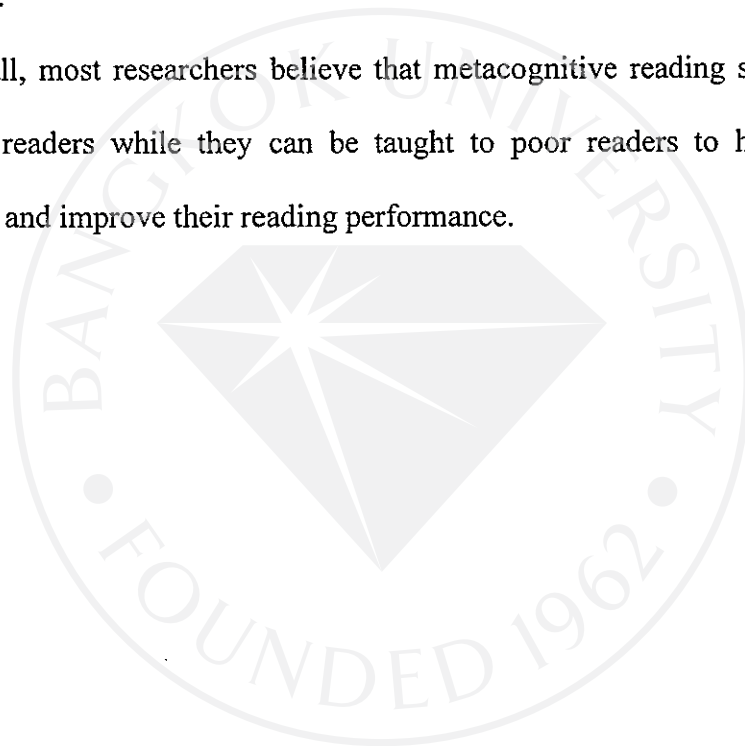 ll, most researchers believe that metacognitive reading s
readers while they can be taught to poor readers to h
and improve their reading performance.
BANGKOK UNIVERSITY
FOUNDED 1962